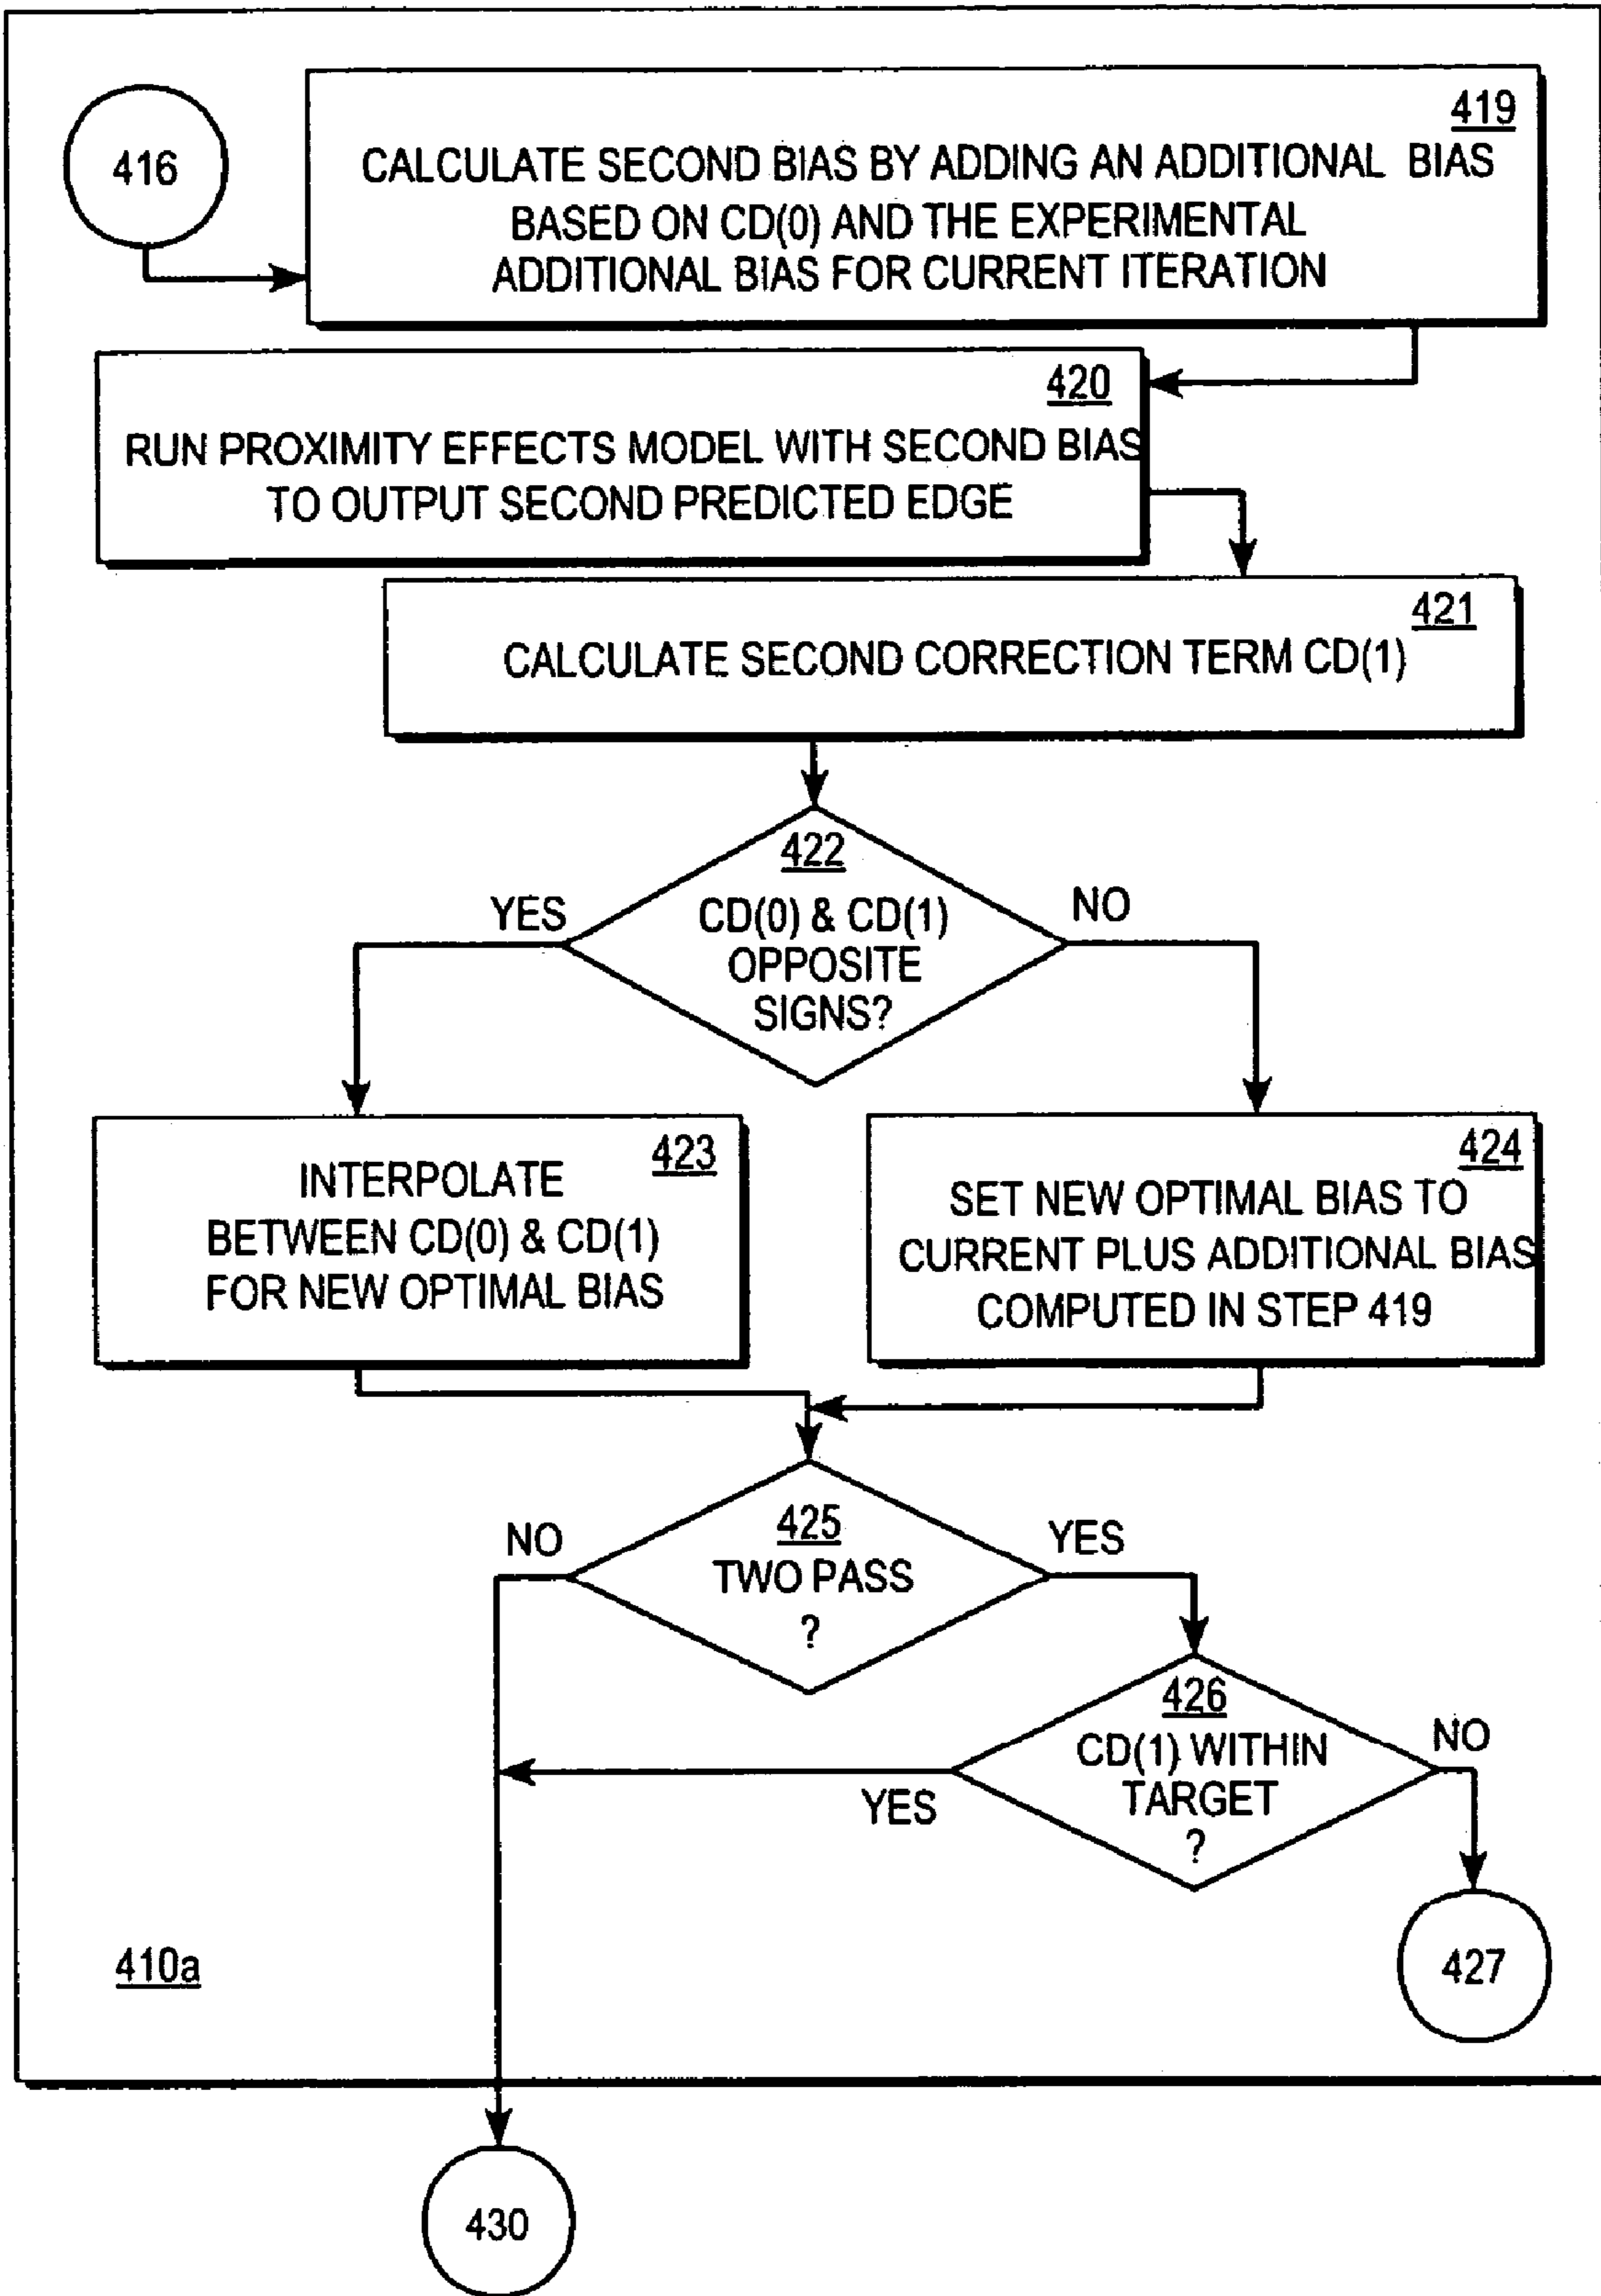 416
419
CALCULATE SECOND BIAS BY ADDING AN ADDITIONAL BIAS
BASED ON CD(0) AND THE EXPERIMENTAL
ADDITIONAL BIAS FOR CURRENT ITERATION
420
RUN PROXIMITY EFFECTS MODEL WITH SECOND BIAS
TO OUTPUT SECOND PREDICTED EDGE
421
CALCULATE SECOND CORRECTION TERM CD(1)
422
CD(0) & CD(1)
OPPOSITE
SIGNS?
YES
NO
423
INTERPOLATE
BETWEEN CD(0) & CD(1)
FOR NEW OPTIMAL BIAS
424
SET NEW OPTIMAL BIAS TO
CURRENT PLUS ADDITIONAL BIAS
COMPUTED IN STEP 419
425
TWO PASS
?
NO
YES
426
CD(1) WITHIN
TARGET
?
YES
NO
427
410a
430